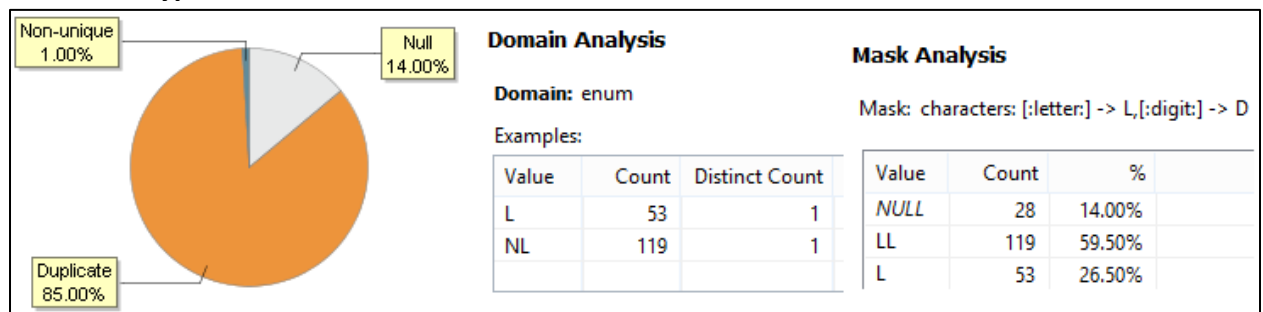 Non-unique
1.00%
Null
14.00%
Duplicate
85.00%
Domain Analysis
Domain: enum
Examples:
Value Count Distinct Count
L 53 1
NL 119 1
Mask Analysis
Mask: characters: [:letter:] -> L,[:digit:] -> D
Value Count %
NULL 28 14.00%
LL 119 59.50%
L 53 26.50%